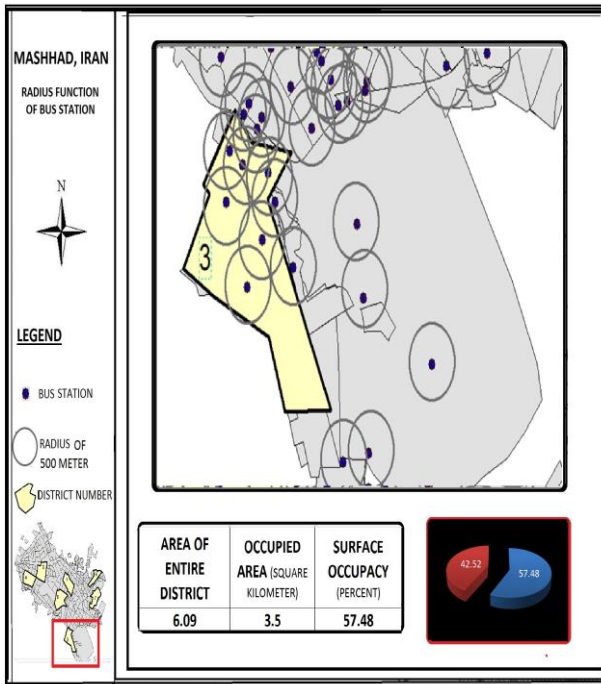 MASHHAD, IRAN
RADIUS FUNCTION
OF BUS STATION
N
LEGEND
BUS STATION
RADIUS OF
500 METER
DISTRICT NUMBER
3
AREA OF
ENTIRE
DISTRICT
OCCUPIED
AREA (SQUARE
KILOMETER)
SURFACE
OCCUPANCY
(PERCENT)
6.09
3.5
57.48
42.52
57.48